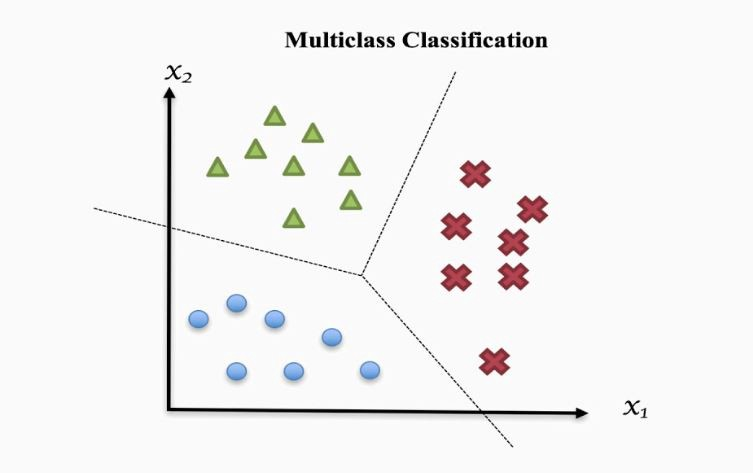 Multiclass Classification
x₂
x₁